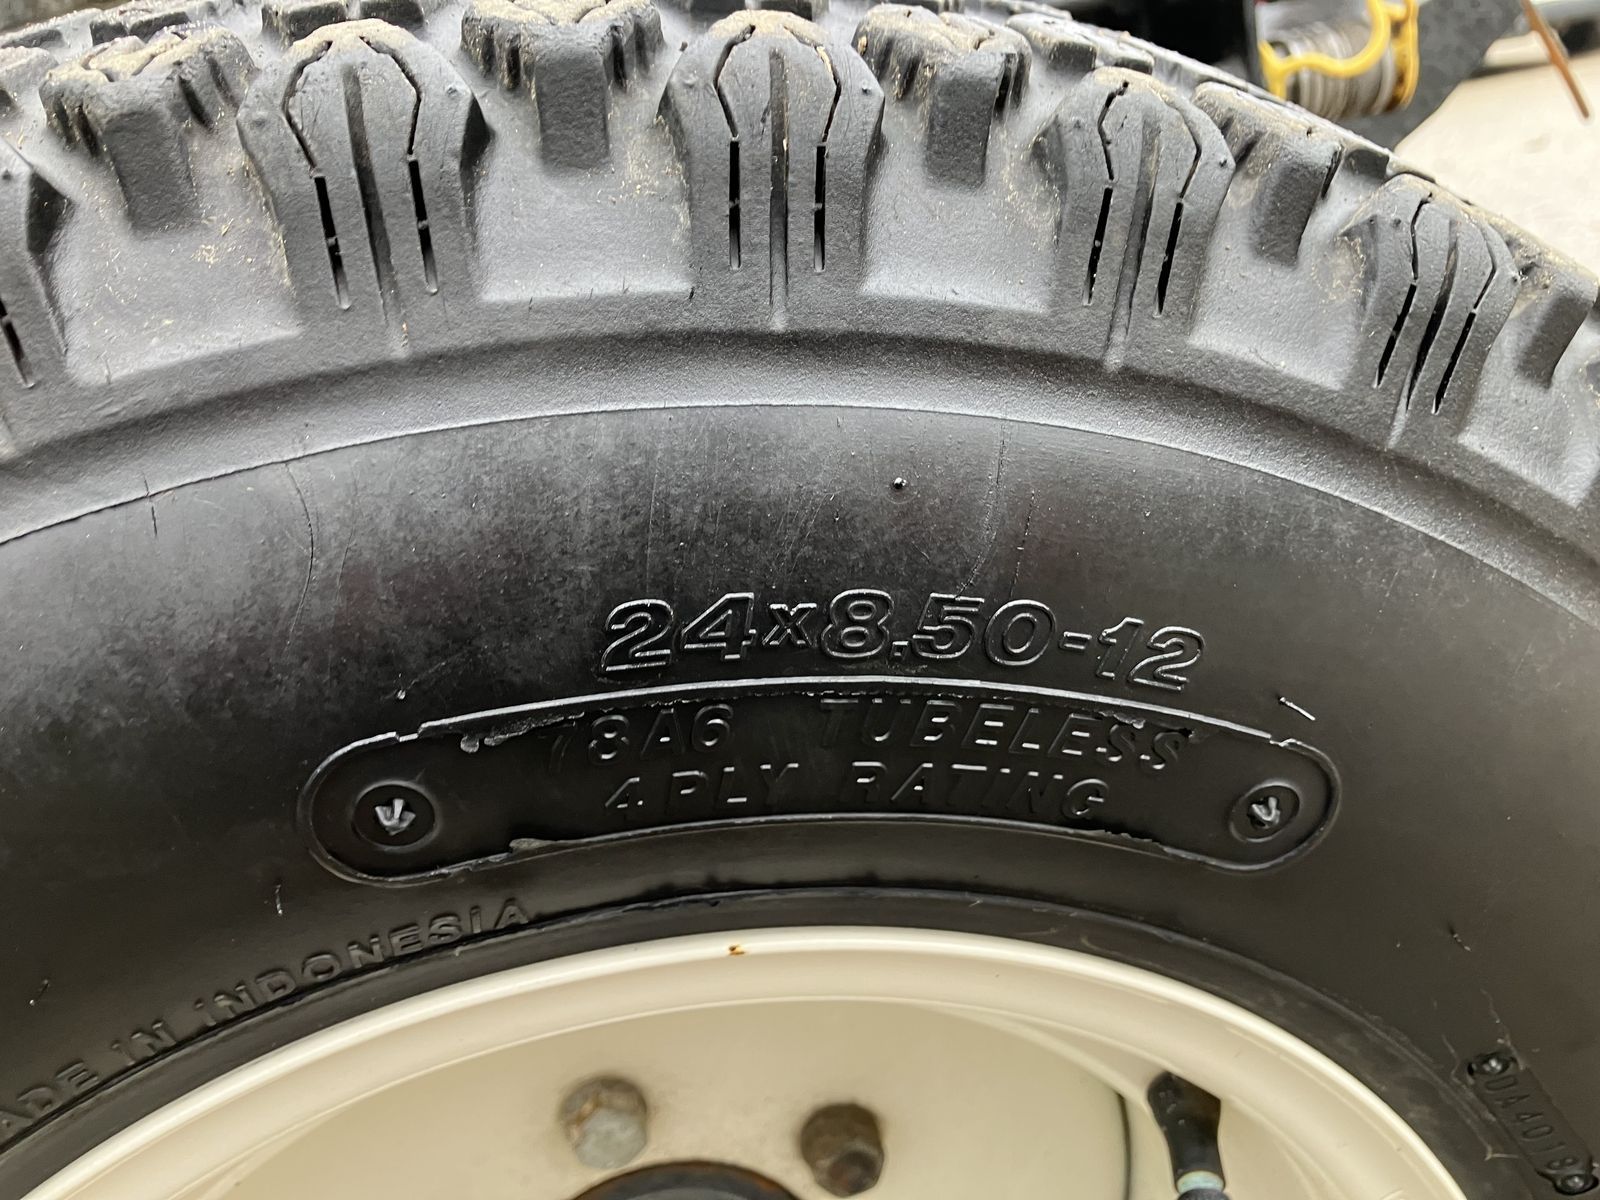 24x8.50-12
78A6 TUBELESS
4 PLY RATING
MADE IN INDONESIA